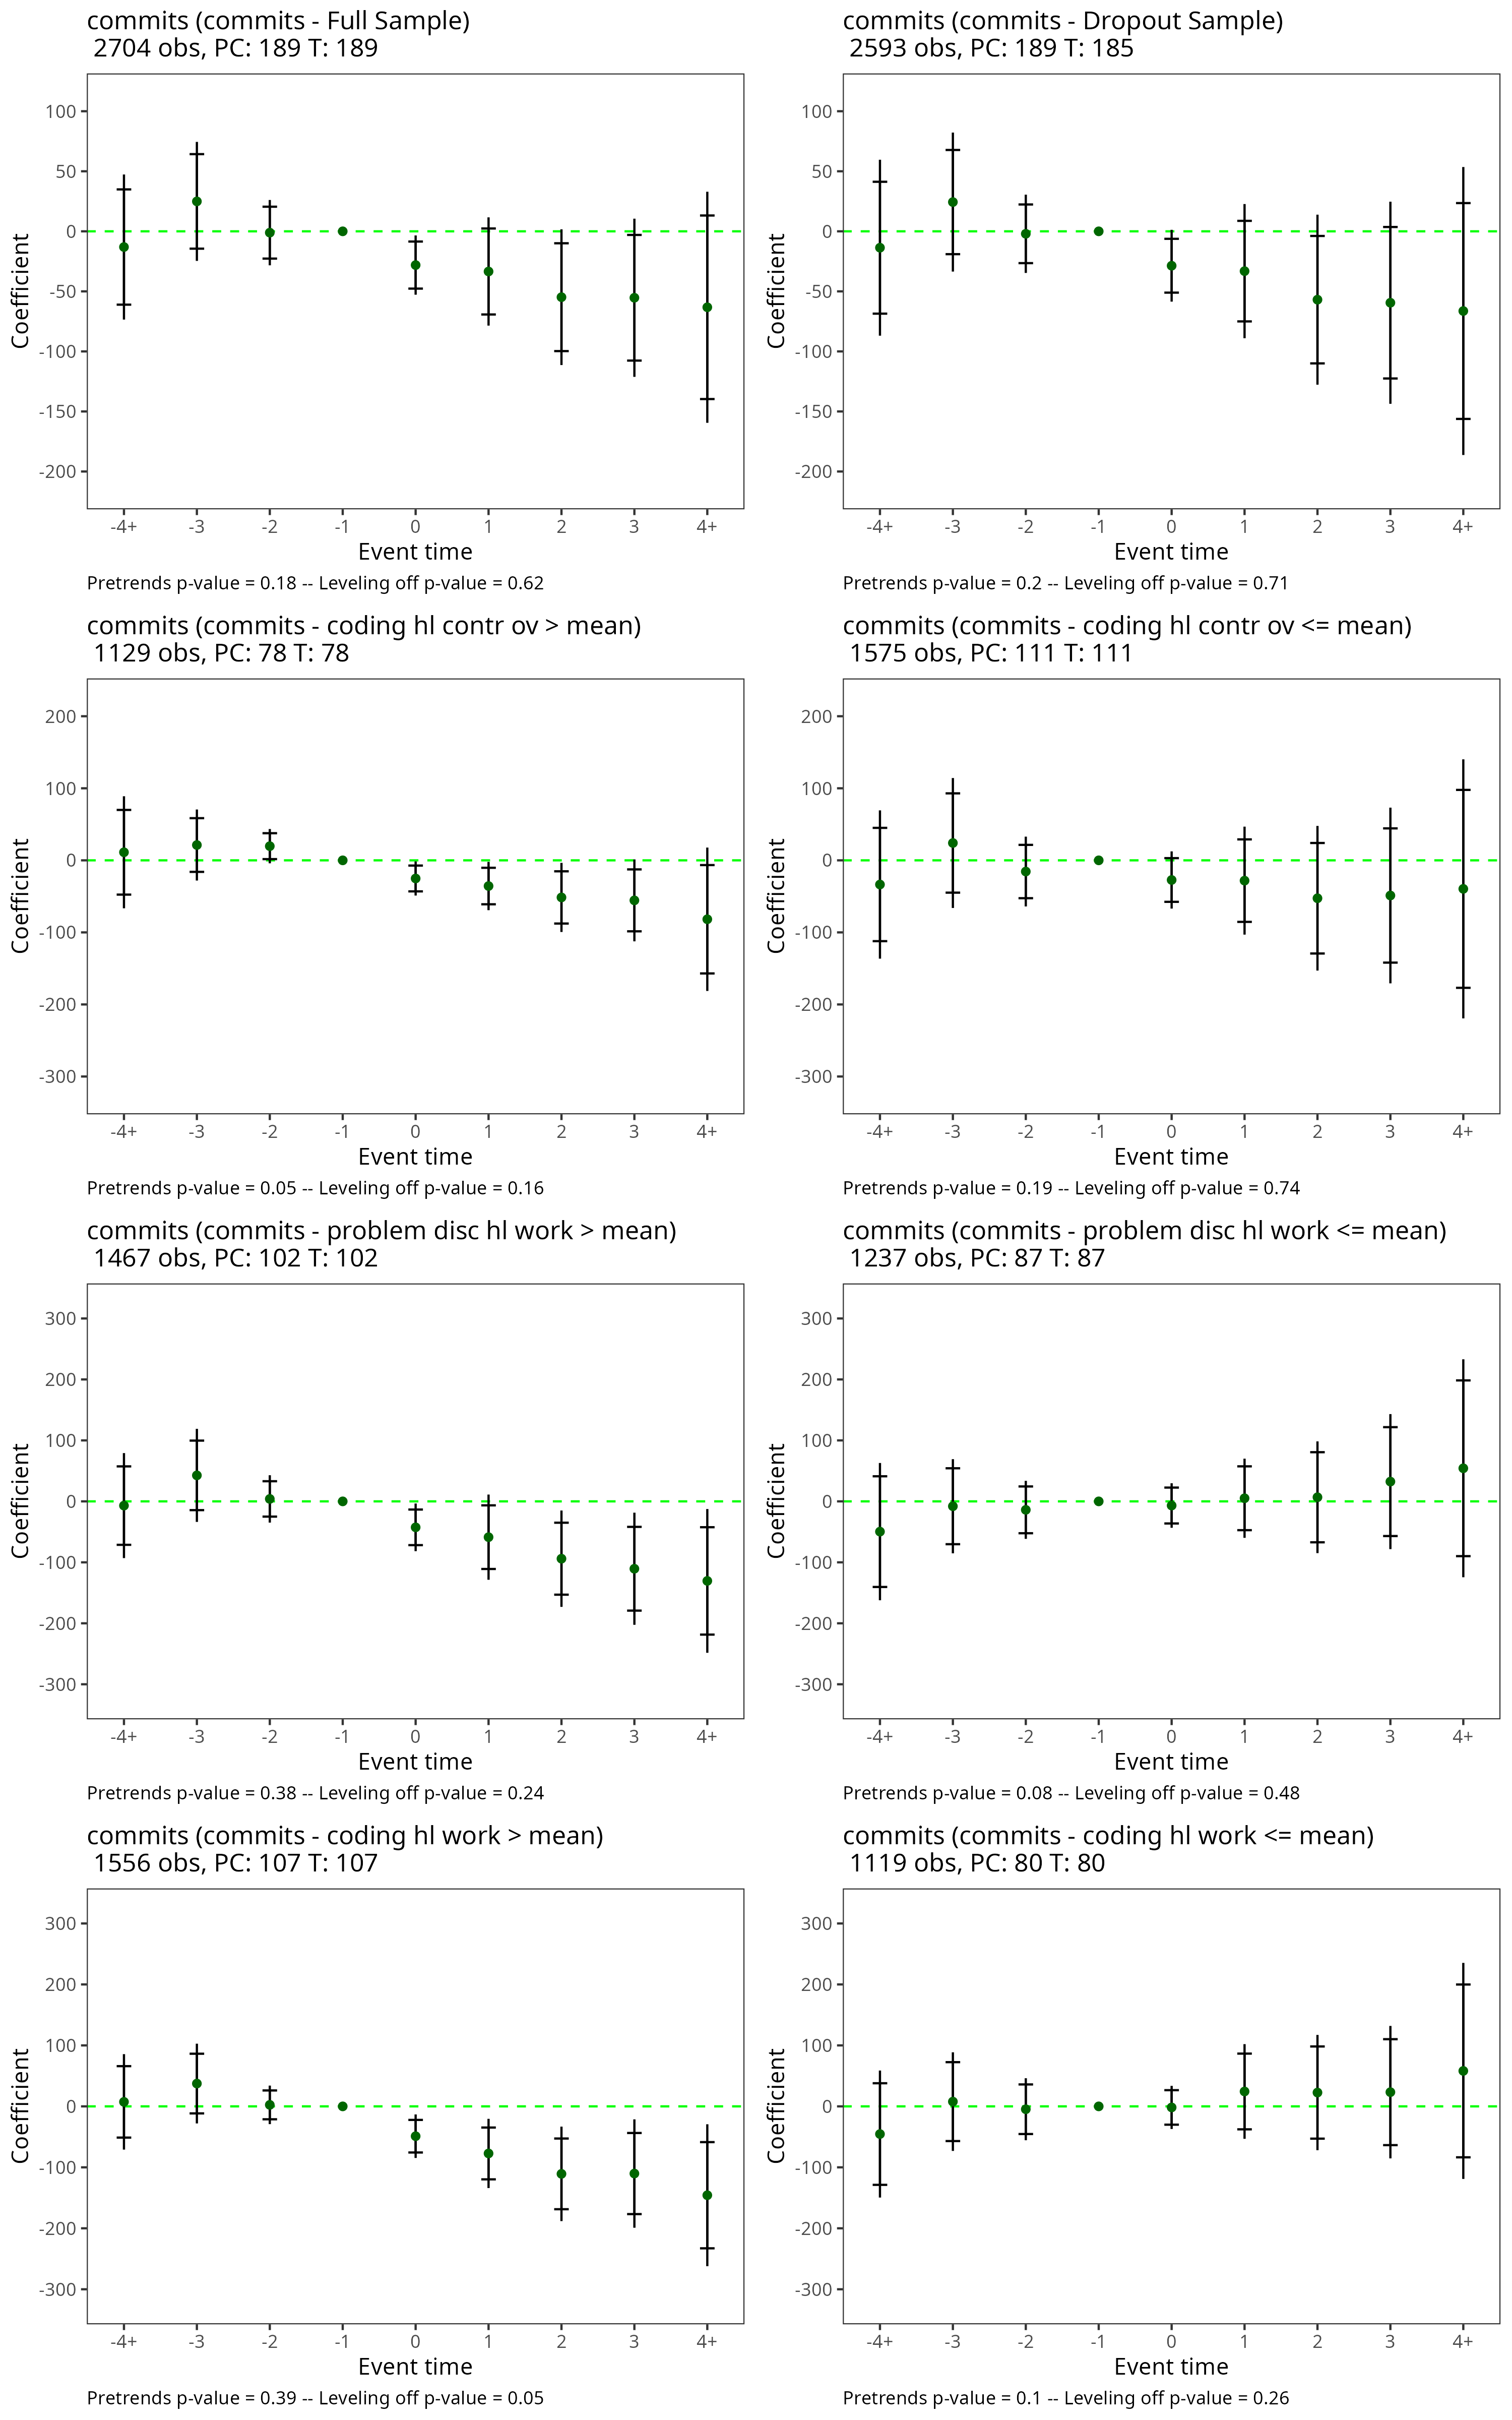 commits (commits - Full Sample)
2704 obs, PC: 189 T: 189
100
50
0
-50
-100
-150
-200
Coefficient
-4+ -3 -2 -1 0 1 2 3 4+
Event time
Pretrends p-value = 0.18 -- Leveling off p-value = 0.62
commits (commits - Dropout Sample)
2593 obs, PC: 189 T: 185
100
50
0
-50
-100
-150
-200
Coefficient
-4+ -3 -2 -1 0 1 2 3 4+
Event time
Pretrends p-value = 0.2 -- Leveling off p-value = 0.71
commits (commits - coding hl contr ov > mean)
1129 obs, PC: 78 T: 78
200
100
0
-100
-200
-300
Coefficient
-4+ -3 -2 -1 0 1 2 3 4+
Event time
Pretrends p-value = 0.05 -- Leveling off p-value = 0.16
commits (commits - coding hl contr ov <= mean)
1575 obs, PC: 111 T: 111
200
100
0
-100
-200
-300
Coefficient
-4+ -3 -2 -1 0 1 2 3 4+
Event time
Pretrends p-value = 0.19 -- Leveling off p-value = 0.74
commits (commits - problem disc hl work > mean)
1467 obs, PC: 102 T: 102
300
200
100
0
-100
-200
-300
Coefficient
-4+ -3 -2 -1 0 1 2 3 4+
Event time
Pretrends p-value = 0.38 -- Leveling off p-value = 0.24
commits (commits - problem disc hl work <= mean)
1237 obs, PC: 87 T: 87
300
200
100
0
-100
-200
-300
Coefficient
-4+ -3 -2 -1 0 1 2 3 4+
Event time
Pretrends p-value = 0.08 -- Leveling off p-value = 0.48
commits (commits - coding hl work > mean)
1556 obs, PC: 107 T: 107
300
200
100
0
-100
-200
-300
Coefficient
-4+ -3 -2 -1 0 1 2 3 4+
Event time
Pretrends p-value = 0.39 -- Leveling off p-value = 0.05
commits (commits - coding hl work <= mean)
1119 obs, PC: 80 T: 80
300
200
100
0
-100
-200
-300
Coefficient
-4+ -3 -2 -1 0 1 2 3 4+
Event time
Pretrends p-value = 0.1 -- Leveling off p-value = 0.26